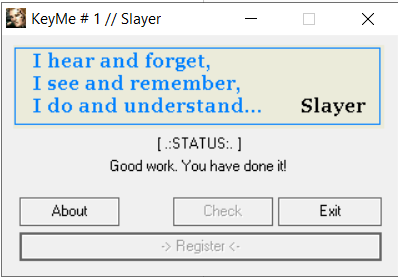 KeyMe # 1 // Slayer
I hear and forget,
I see and remember,
I do and understand... Slayer
[ .:STATUS:. ]
Good work. You have done it!
About Check Exit
-> Register <-